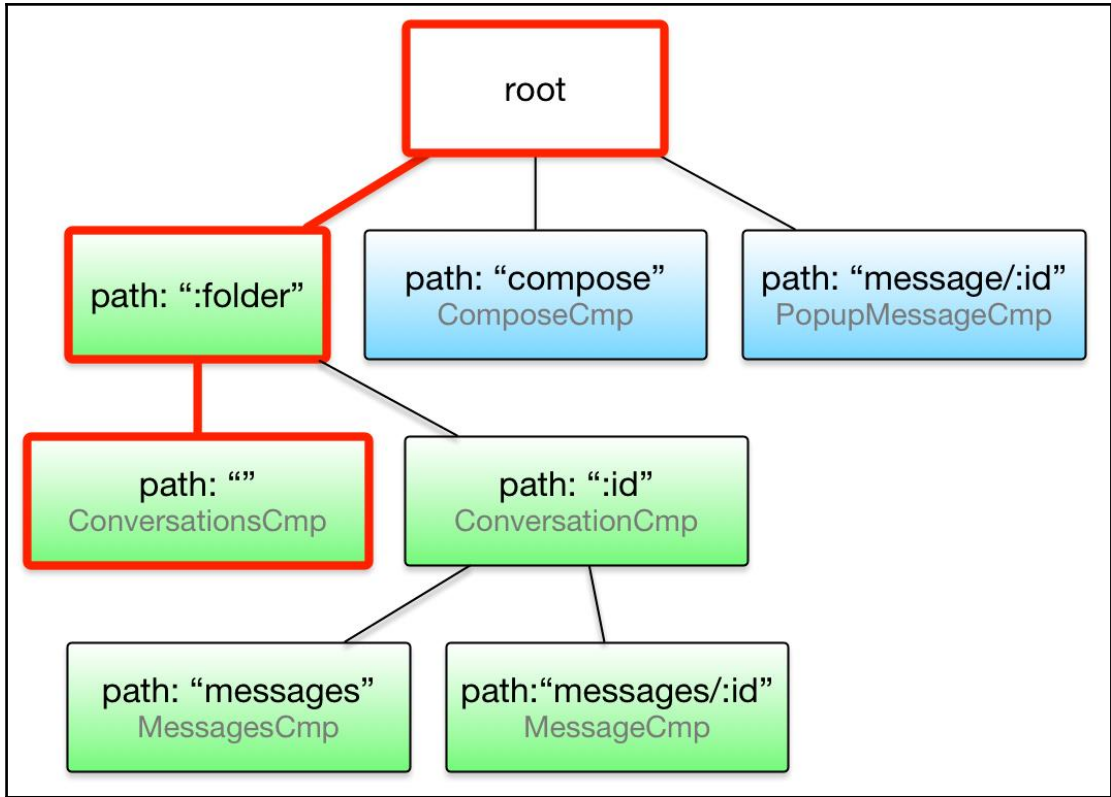 root
path: “:folder”
path: “compose”
ComposeCmp
path: “message/:id”
PopupMessageCmp
path: “”
ConversationsCmp
path: “:id”
ConversationCmp
path: “messages”
MessagesCmp
path:“messages/:id”
MessageCmp